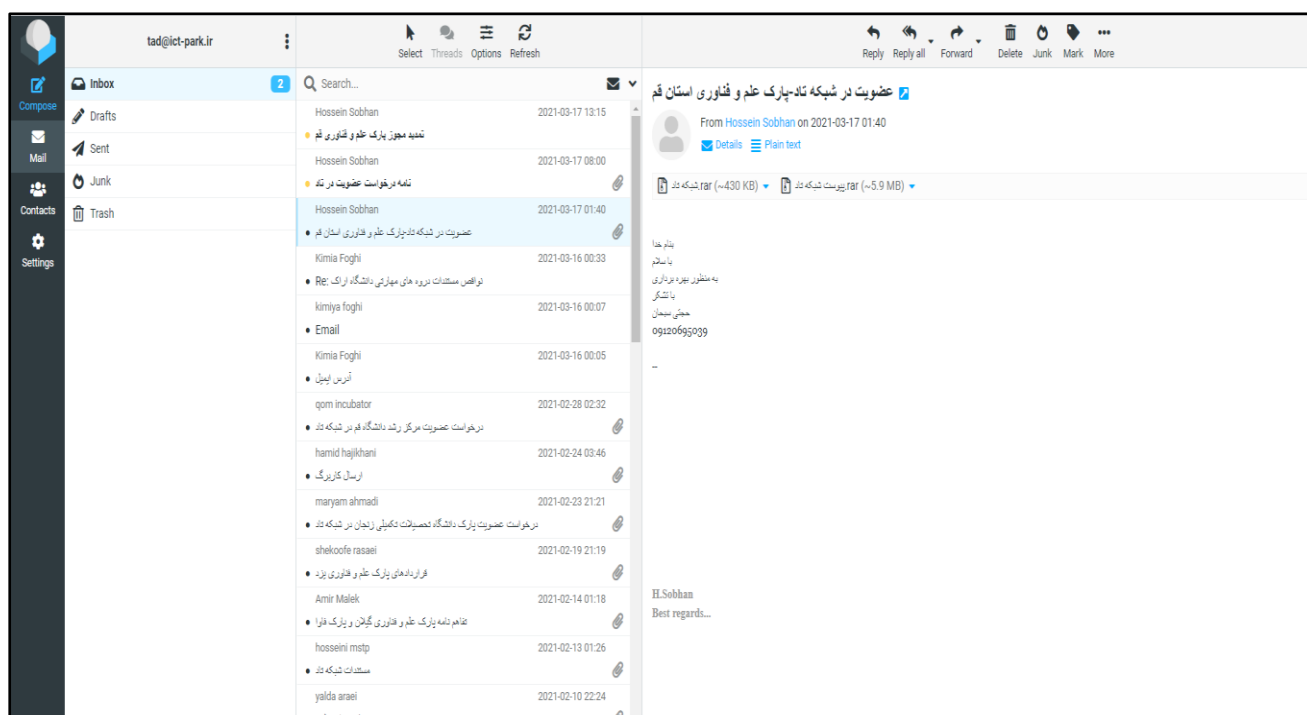 tad@ict-park.ir
Select Threads Options Refresh
Reply Reply all Forward Delete Junk Mark More
Compose
Mail
Contacts
Settings
Inbox 2
Drafts
Sent
Junk
Trash
Search...
Hossein Sobhan 2021-03-17 13:15
تمدید مجوز پارک علم و فناوری قم
Hossein Sobhan 2021-03-17 08:00
نامه درخواست عضویت در تاد
Hossein Sobhan 2021-03-17 01:40
عضویت در شبکه تاد-پارک علم و فناوری استان قم
Kimia Foghi 2021-03-16 00:33
Re: نواقص مستندات دروه های مهارتی دانشگاه اراک
kimiya foghi 2021-03-16 00:07
Email
Kimia Foghi 2021-03-16 00:05
آدرس ایمیل
qom incubator 2021-02-28 02:32
درخواست عضویت مرکز رشد دانشگاه قم در شبکه تاد
hamid hajikhani 2021-02-24 03:46
ارسال کاربرگ
maryam ahmadi 2021-02-23 21:21
درخواست عضویت پارک دانشگاه تحصیلات تکمیلی زنجان در شبکه تاد
shekoofe rasaei 2021-02-19 21:19
قراردادهای پارک علم و فناوری یزد
Amir Malek 2021-02-14 01:18
تفاهم نامه پارک علم و فناوری گیلان و پارک فاوا
hosseini mstp 2021-02-13 01:26
مستندات شبکه تاد
yalda araei 2021-02-10 22:24
عضویت در شبکه تاد-پارک علم و فناوری استان قم
From Hossein Sobhan on 2021-03-17 01:40
Details Plain text
شبکه تاد.rar (~430 KB) پیوست شبکه تاد.rar (~5.9 MB)
بنام خدا
با سلام
به منظور بهره برداری
با تشکر
حجتی سبحان
09120695039
--
H.Sobhan
Best regards...